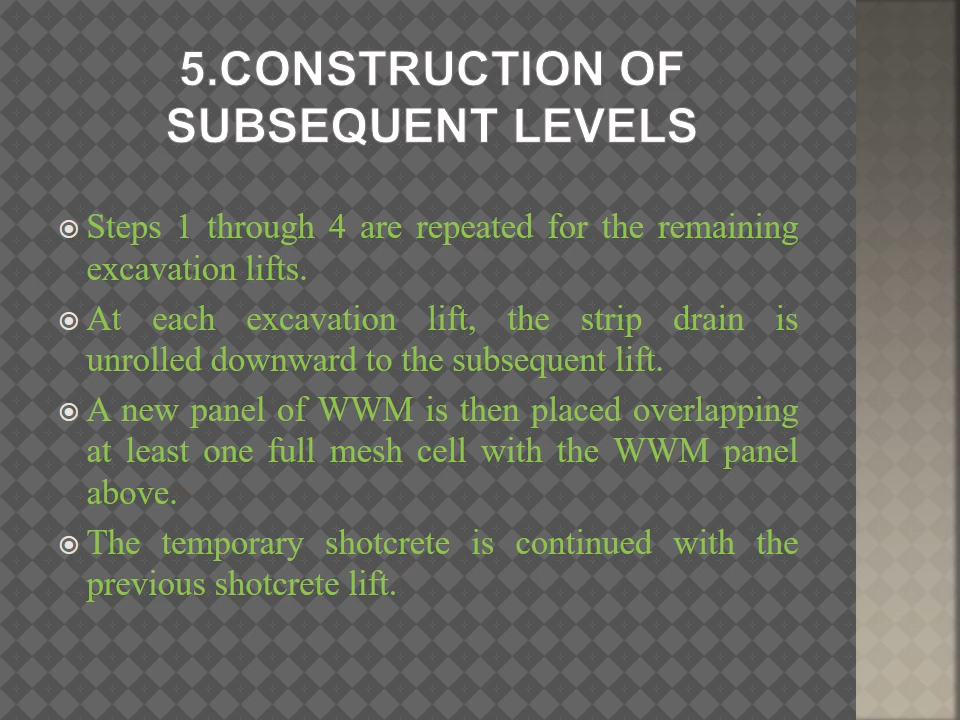 5.CONSTRUCTION OF
SUBSEQUENT LEVELS
Steps 1 through 4 are repeated for the remaining
excavation lifts.
At each excavation lift, the strip drain is
unrolled downward to the subsequent lift.
A new panel of WWM is then placed overlapping
at least one full mesh cell with the WWM panel
above.
The temporary shotcrete is continued with the
previous shotcrete lift.